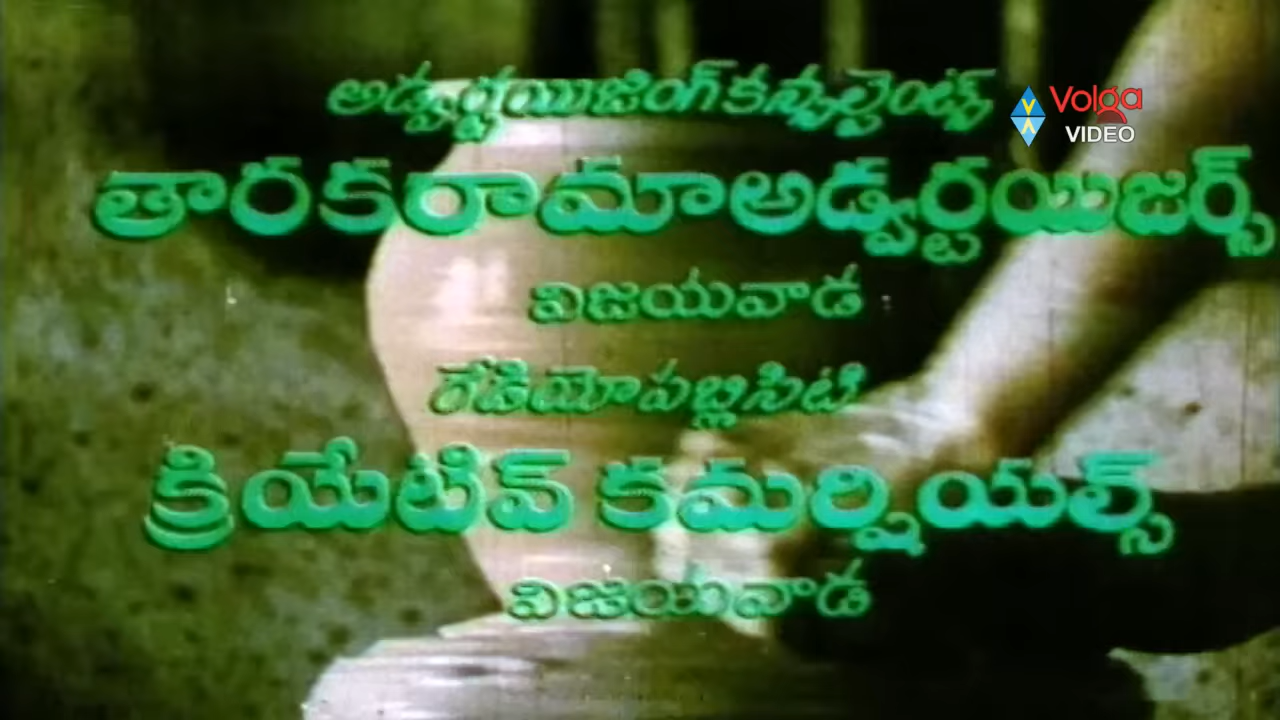 అడ్వర్టయిజింగ్ కన్సల్టెంట్స్
Volga
VIDEO
తారకరామా అడ్వర్టయిజర్స్
విజయవాడ
రేడియో పబ్లిసిటి
క్రియేటివ్ కమర్షియల్స్
విజయవాడ